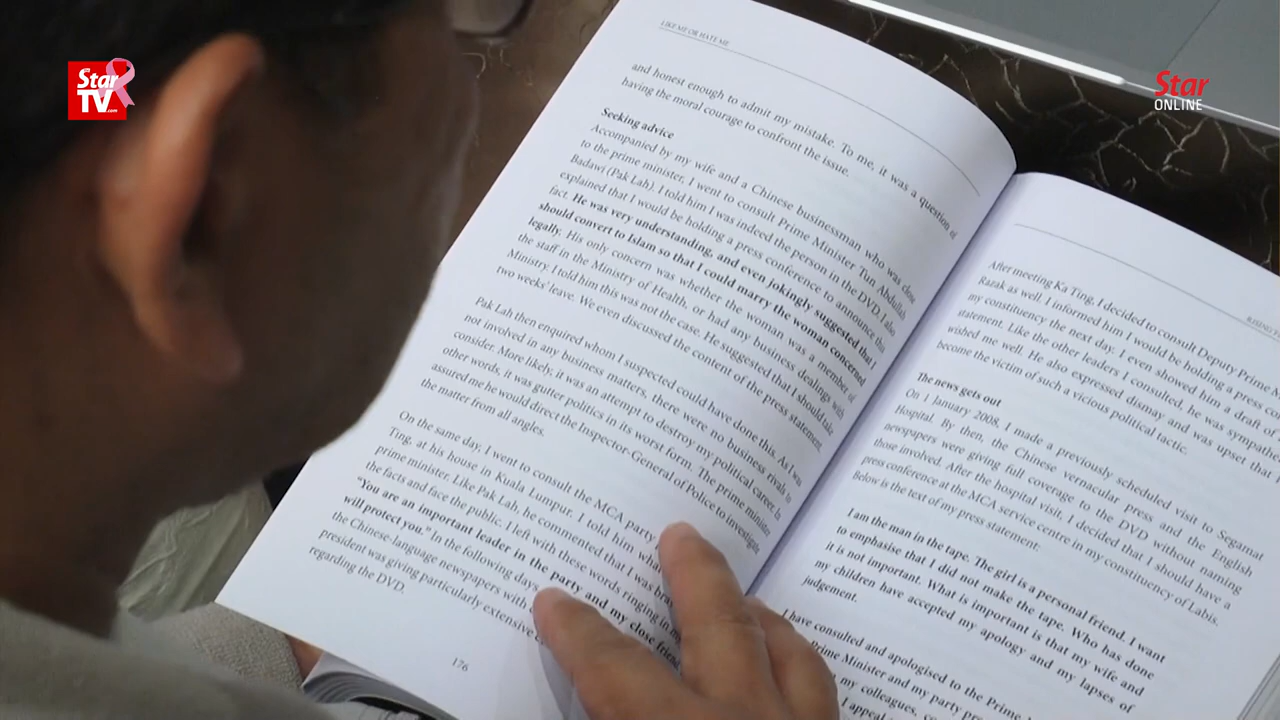 Star
TV.com
Star
ONLINE
LIKE ME OR HATE ME
and honest enough to admit my mistake. To me, it was a question of
having the moral courage to confront the issue.
Seeking advice
Accompanied by my wife and a Chinese businessman who was close
to the prime minister, I went to consult Prime Minister Tun Abdullah
Badawi (Pak Lah). I told him I was indeed the person in the DVD. I also
explained that I would be holding a press conference to announce the
fact. He was very understanding, and even jokingly suggested that I
should convert to Islam so that I could marry the woman concerned
legally. His only concern was whether the woman was a member of
the staff in the Ministry of Health, or had any business dealings with
Ministry. I told him this was not the case. He suggested that I should take
two weeks' leave. We even discussed the content of the press statement.
Pak Lah then enquired whom I suspected could have done this. As I was
not involved in any business matters, there were no business rivals to
consider. More likely, it was an attempt to destroy my political career. In
other words, it was gutter politics in its worst form. The prime minister
assured me he would direct the Inspector-General of Police to investigate
the matter from all angles.
On the same day, I went to consult the MCA party
Ting, at his house in Kuala Lumpur. I told him
prime minister. Like Pak Lah, he commented that I was
the facts and face the public. I left with these words ringing in
"You are an important leader in the party and my close
will protect you." In the following days
the Chinese-language newspapers with
president was giving particularly extensive
regarding the DVD.
176
After meeting Ka Ting, I decided to consult Deputy Prime
Razak as well. I informed him I would be holding a press
my constituency the next day. I even showed him a draft of
statement. Like the other leaders I consulted, he was
wished me well. He also expressed dismay and was upset that
become the victim of such a vicious political tactic.
The news gets out
On 1 January 2008, I made a previously scheduled visit to Segamat
Hospital. By then, the Chinese vernacular press and the English
newspapers were giving full coverage to the DVD without naming
those involved. After the hospital visit, I decided that I should have a
press conference at the MCA service centre in my constituency of Labis.
Below is the text of my press statement:
I am the man in the tape. The girl is a personal friend. I want
to emphasise that I did not make the tape. Who has done
it is not important. What is important is that my wife and
my children have accepted my apology and my lapses of
judgement.
I have consulted and apologised to the Prime
Prime Minister and my party
my colleagues,
I appeal